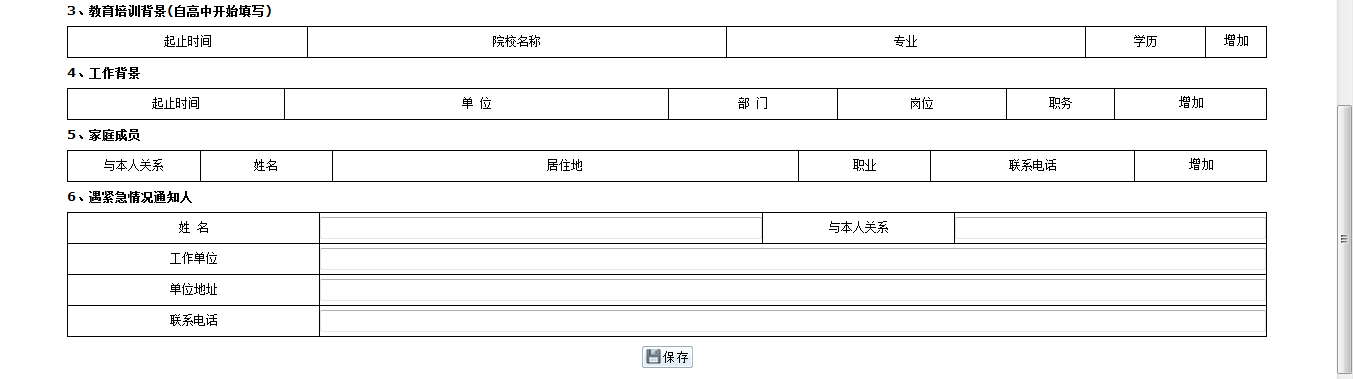 3、教育培训背景(自高中开始填写)
起止时间 院校名称 专业 学历 增加
4、工作背景
起止时间 单 位 部 门 岗位 职务 增加
5、家庭成员
与本人关系 姓名 居住地 职业 联系电话 增加
6、遇紧急情况通知人
姓 名 与本人关系
工作单位
单位地址
联系电话
保存